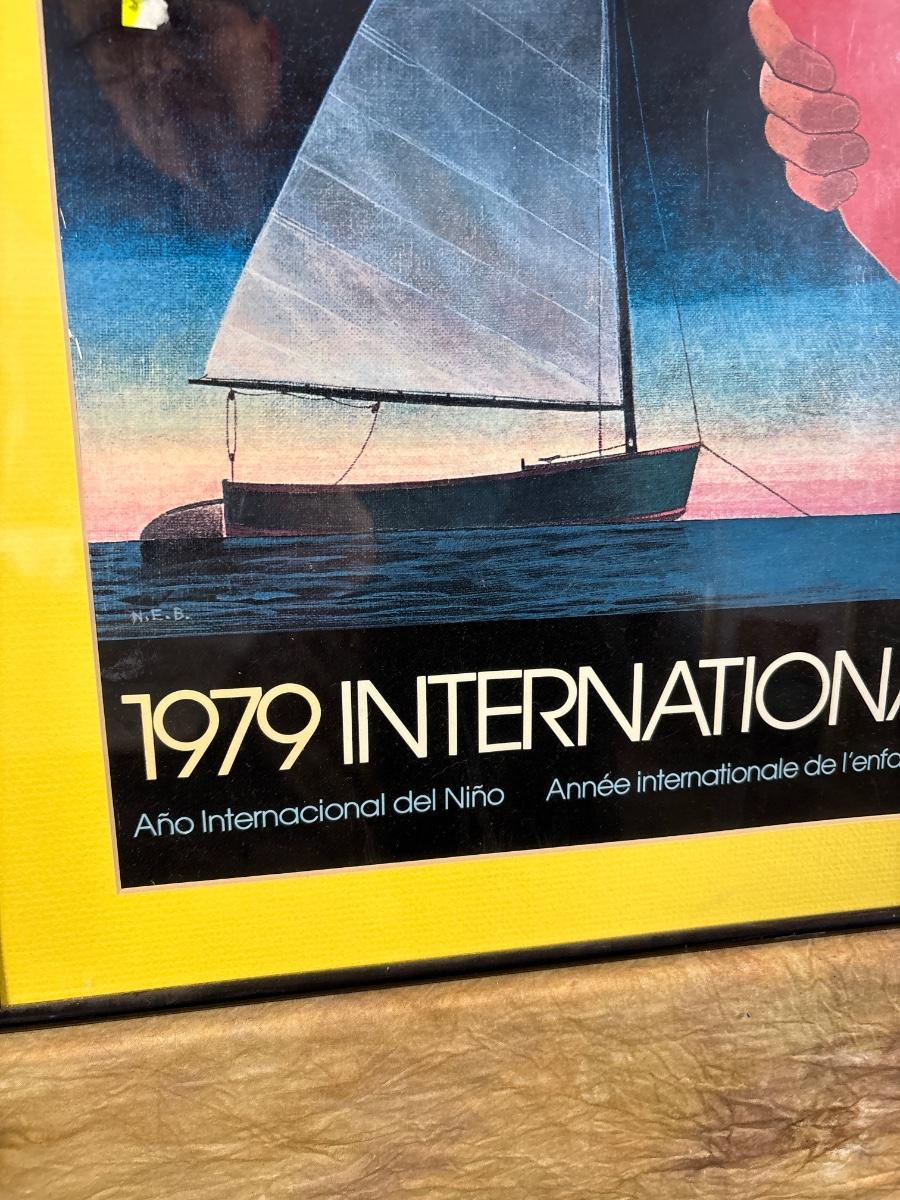 N.E.B.
1979 INTERNATIONA
Año Internacional del Niño Année internationale de l'enfa